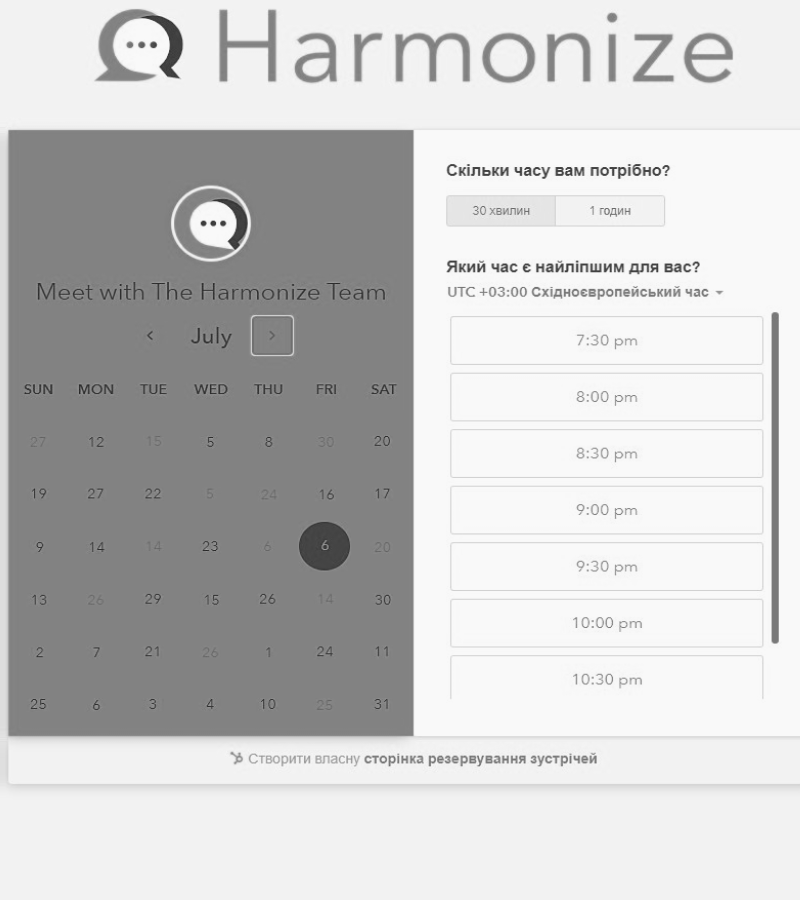 Harmonize
Meet with The Harmonize Team
July
SUN MON TUE WED THU FRI SAT
27 12 15 5 8 30 20
19 27 22 5 24 16 17
9 14 14 23 6 6 20
13 26 29 15 26 14 30
2 7 21 26 1 24 11
25 6 3 4 10 25 31
Скільки часу вам потрібно?
30 хвилин 1 годин
Який час є найліпшим для вас?
UTC +03:00 Східноєвропейський час
7:30 pm
8:00 pm
8:30 pm
9:00 pm
9:30 pm
10:00 pm
10:30 pm
Створити власну сторінка резервування зустрічей